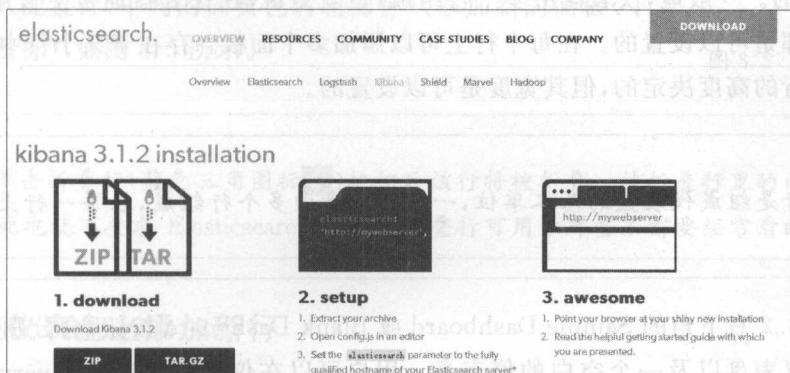 elasticsearch.
OVERVIEW RESOURCES COMMUNITY CASE STUDIES BLOG COMPANY
DOWNLOAD
Overview Elasticsearch Logstash Kibana Shield Marvel Hadoop
kibana 3.1.2 installation
ZIP TAR
elasticsearch:
"http://mywebserver",
http://mywebserver
1. download
Download Kibana 3.1.2
ZIP TAR.GZ
2. setup
1. Extract your archive
2. Open config.js in an editor
3. Set the elasticsearch parameter to the fully
qualified hostname of your Elasticsearch server*
3. awesome
1. Point your browser at your shiny new installation
2. Read the helpful getting started guide with which
you are presented.